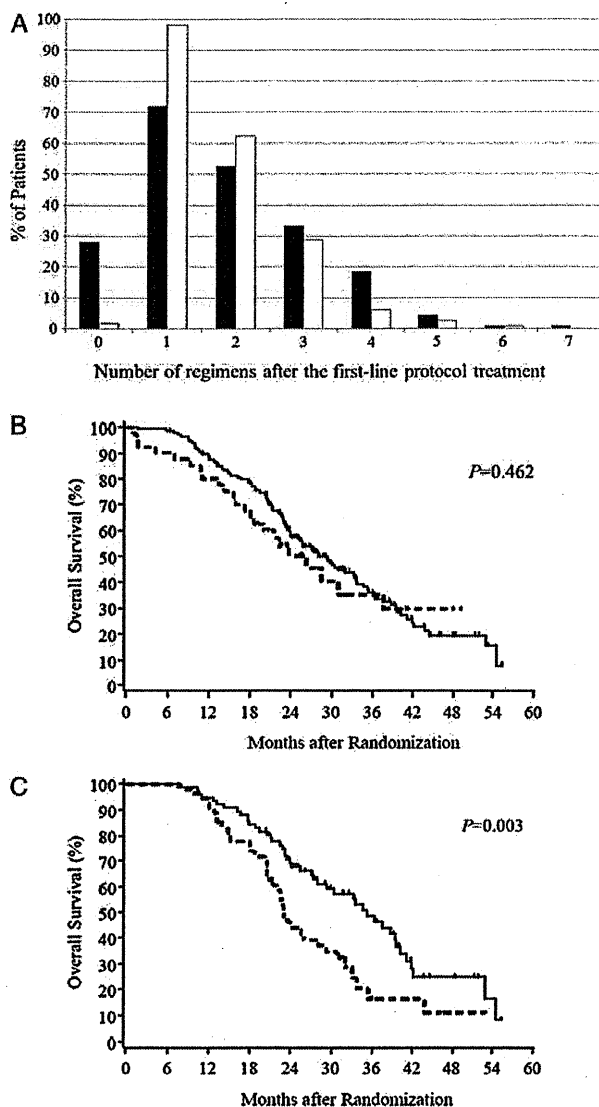 A
100
90
80
70
60
50
40
30
20
10
0
% of Patients
0 1 2 3 4 5 6 7
Number of regimens after the first-line protocol treatment
B
100
90
80
70
60
50
40
30
20
10
0
Overall Survival (%)
P=0.462
0 6 12 18 24 30 36 42 48 54 60
Months after Randomization
C
100
90
80
70
60
50
40
30
20
10
0
Overall Survival (%)
P=0.003
0 6 12 18 24 30 36 42 48 54 60
Months after Randomization